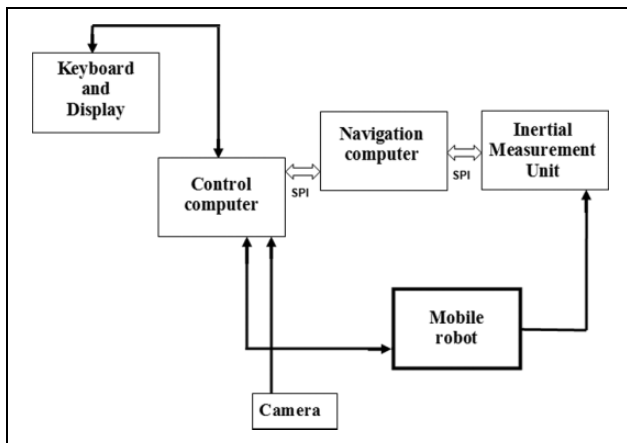 Keyboard
and
Display
Control
computer
SPI
Navigation
computer
SPI
Inertial
Measurement
Unit
Mobile
robot
Camera